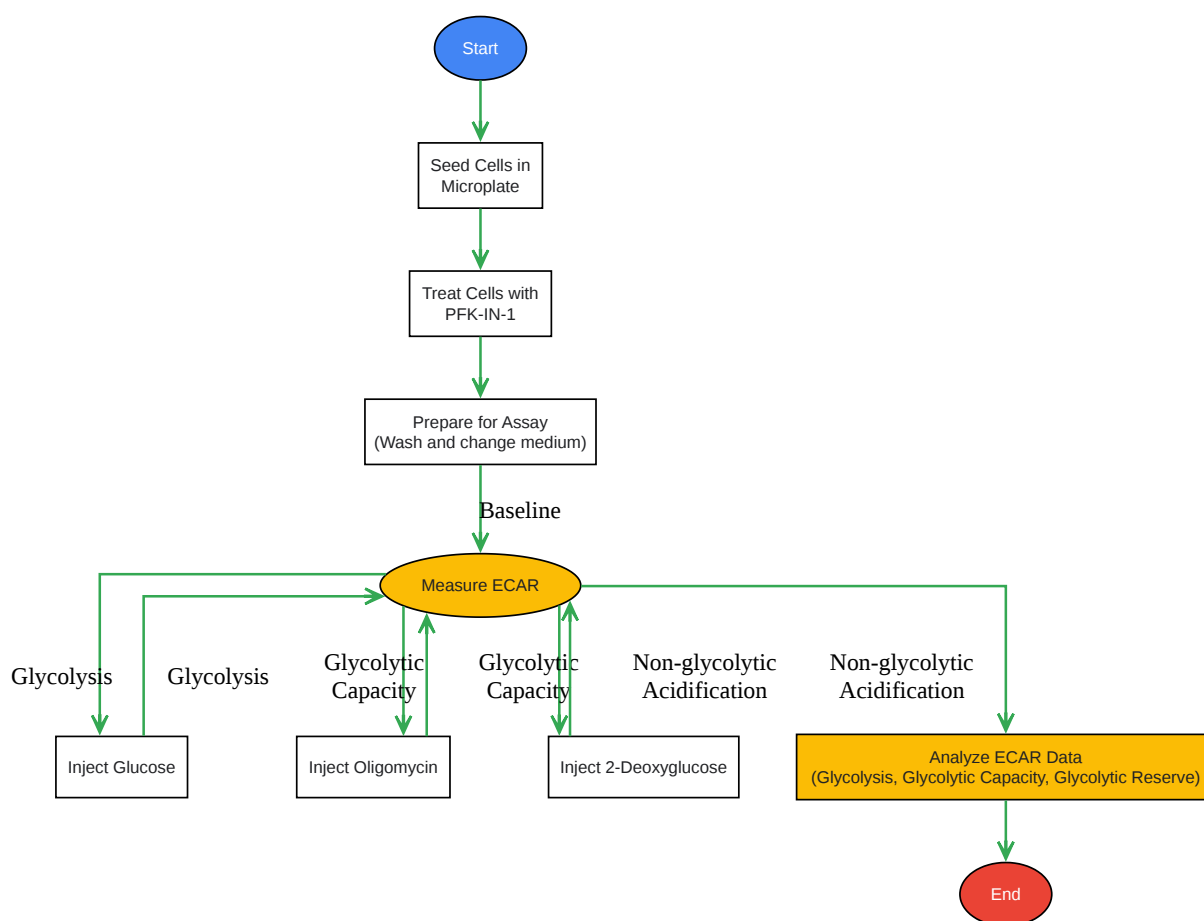 Start
Seed Cells in
Microplate
Treat Cells with
PFK-IN-1
Prepare for Assay
(Wash and change medium)
Baseline
Measure ECAR
Glycolysis
Glycolysis
Glycolytic
Capacity
Glycolytic
Capacity
Non-glycolytic
Acidification
Non-glycolytic
Acidification
Inject Glucose
Inject Oligomycin
Inject 2-Deoxyglucose
Analyze ECAR Data
(Glycolysis, Glycolytic Capacity, Glycolytic Reserve)
End